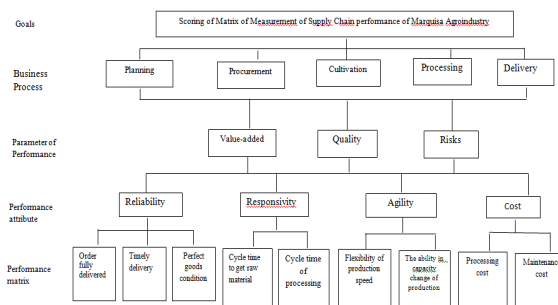 Goals
Scoring of Matrix of Measurement of Supply Chain performance of Marquisa Agroindustry
Business
Process
Planning
Procurement
Cultivation
Processing
Delivery
Parameter of
Performance
Value-added
Quality
Risks
Performance
attribute
Reliability
Responsivity
Agility
Cost
Performance
matrix
Order
fully
delivered
Timely
delivery
Perfect
goods
condition
Cycle time
to get raw
material
Cycle time
of
processing
Flexibility of
production
speed
The ability in
capacity
change of
production
Processing
cost
Maintenance
cost